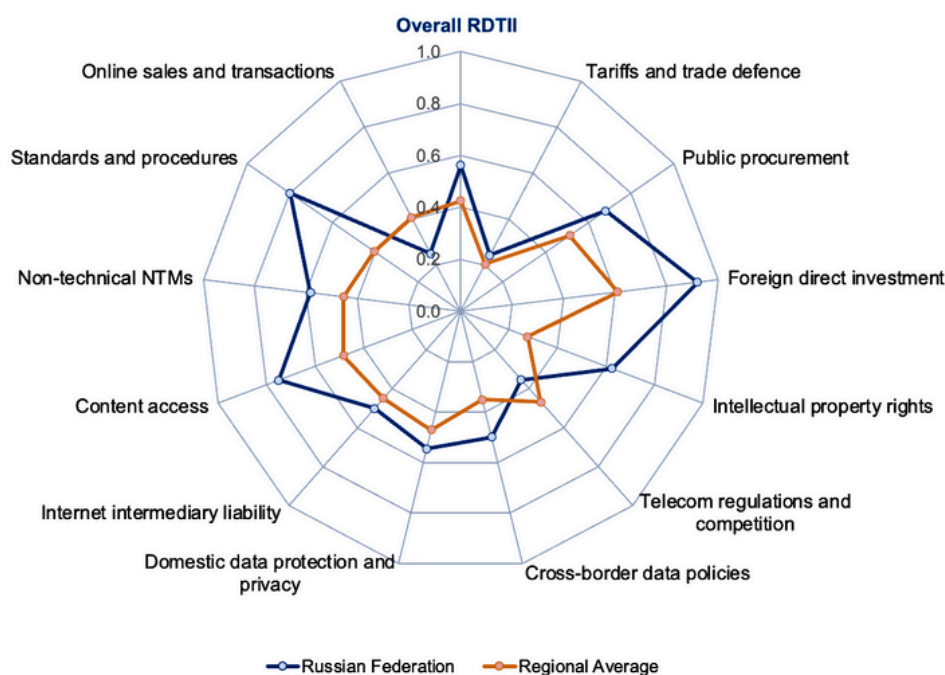 Overall RDTII
1.0
Online sales and transactions
Tariffs and trade defence
0.8
Standards and procedures
Public procurement
0.6
0.4
Non-technical NTMs
0.2
Foreign direct investment
0.0
Content access
Intellectual property rights
Internet intermediary liability
Telecom regulations and
competition
Domestic data protection and
privacy
Cross-border data policies
Russian Federation
Regional Average